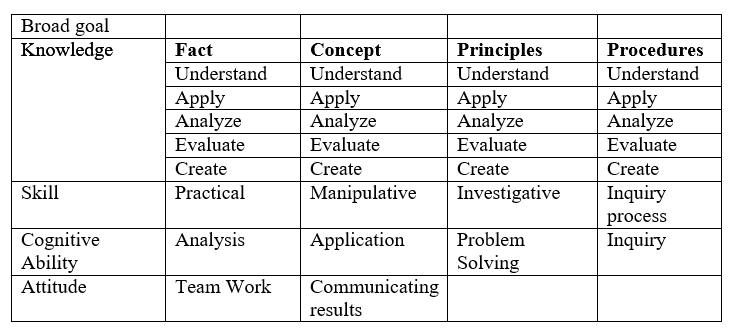 Broad goal
Knowledge Fact Concept Principles Procedures
Understand Understand Understand Understand
Apply Apply Apply Apply
Analyze Analyze Analyze Analyze
Evaluate Evaluate Evaluate Evaluate
Create Create Create Create
Skill Practical Manipulative Investigative Inquiry
process
Cognitive Analysis Application Problem Inquiry
Ability Solving
Attitude Team Work Communicating
results